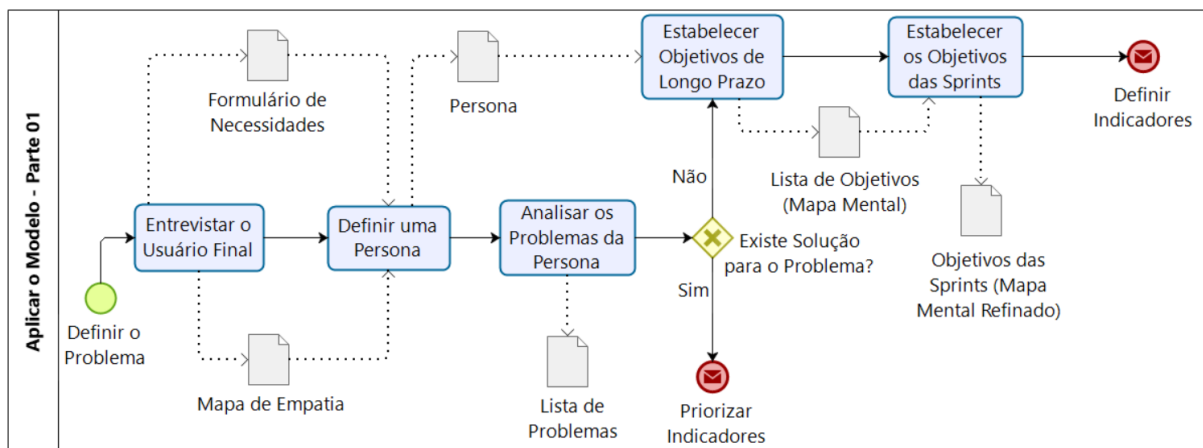 Aplicar o Modelo - Parte 01
Definir o
Problema
Entrevistar o
Usuário Final
Formulário de
Necessidades
Mapa de Empatia
Definir uma
Persona
Persona
Analisar os
Problemas da
Persona
Lista de
Problemas
Existe Solução
para o Problema?
Não
Sim
Priorizar
Indicadores
Estabelecer
Objetivos de
Longo Prazo
Lista de Objetivos
(Mapa Mental)
Estabelecer
os Objetivos
das Sprints
Objetivos das
Sprints (Mapa
Mental Refinado)
Definir
Indicadores